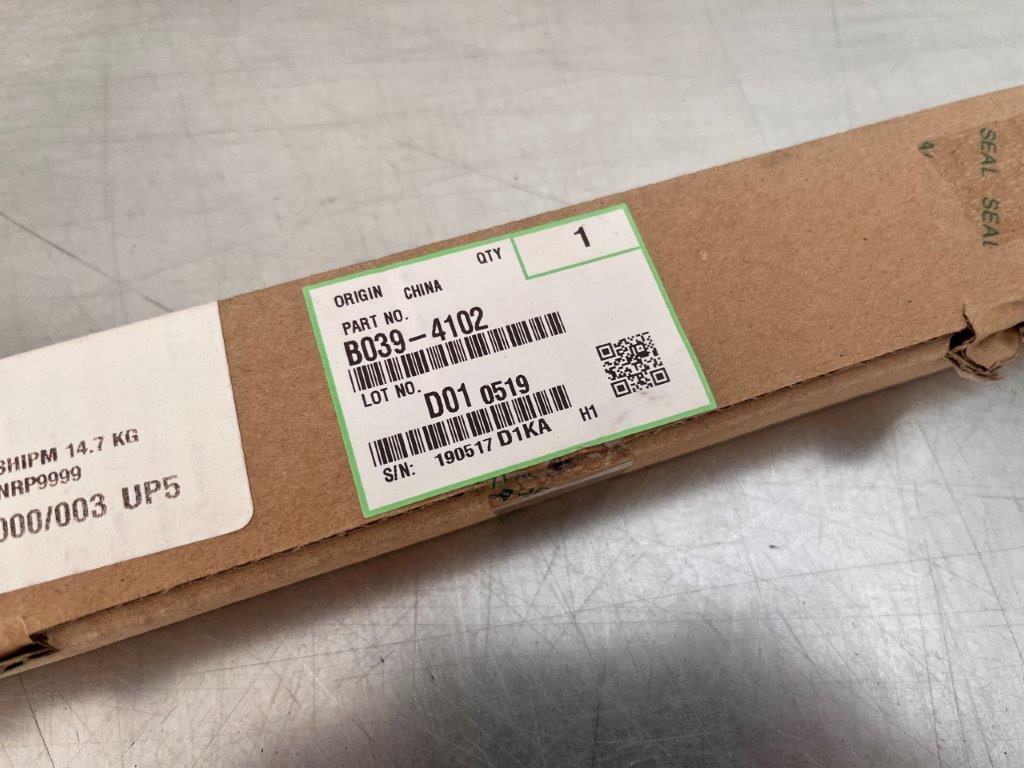 QTY 1
ORIGIN CHINA
PART NO.
B039-4102
LOT NO. D01 0519
S/N: 190517 D1KA H1
SHIPM 14.7 KG
NRP9999
000/003 UP5
SEAL SEAL